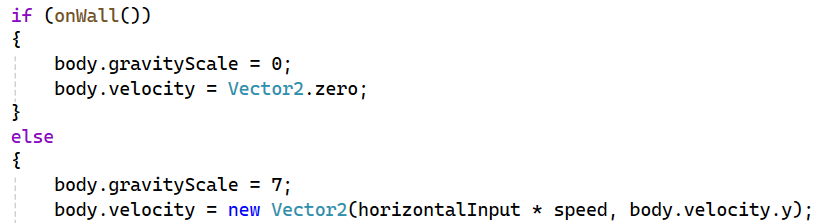 if (onWall())
{
    body.gravityScale = 0;
    body.velocity = Vector2.zero;
}
else
{
    body.gravityScale = 7;
    body.velocity = new Vector2(horizontalInput * speed, body.velocity.y);